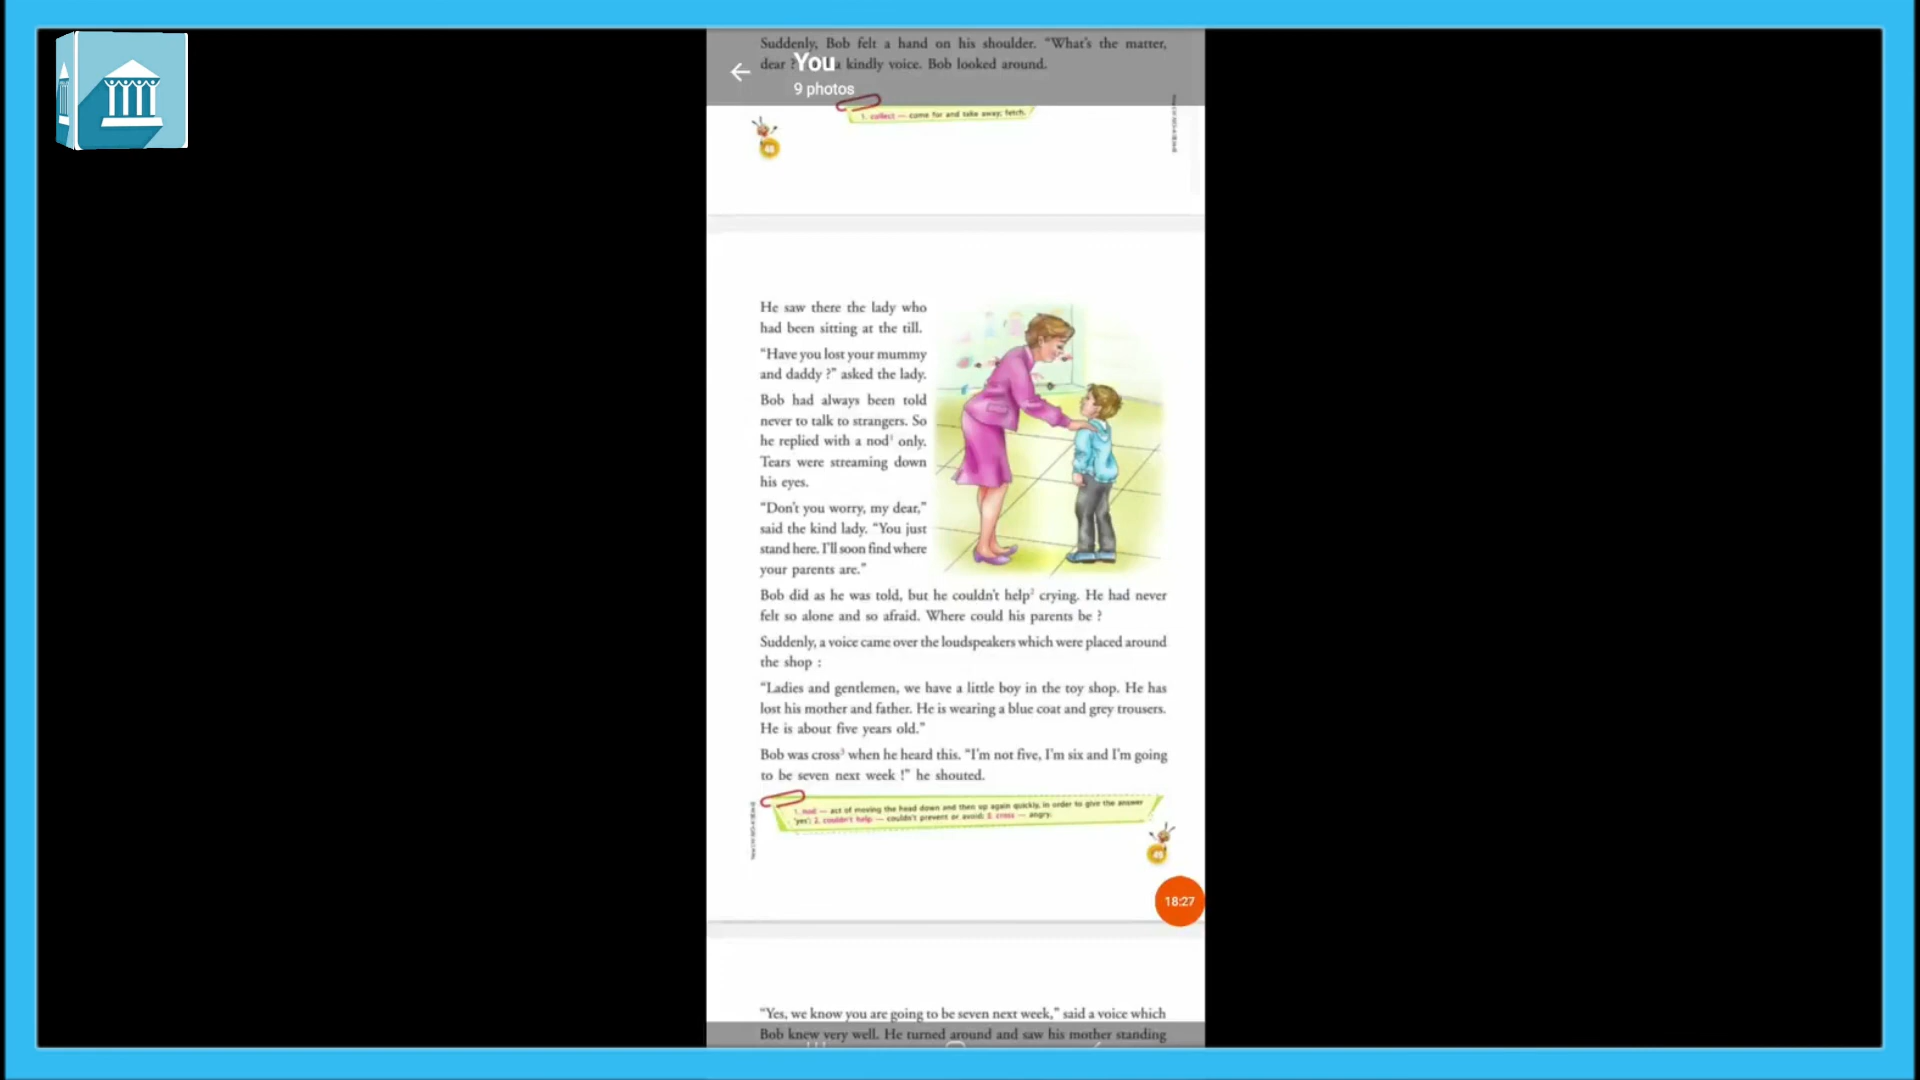 Suddenly, Bob felt a hand on his shoulder. “What's the matter,
dear ?
You
a kindly voice. Bob looked around.
9 photos
1. collect — come for and take away; fetch.
48
He saw there the lady who
had been sitting at the till.
“Have you lost your mummy
and daddy ?” asked the lady.
Bob had always been told
never to talk to strangers. So
he replied with a nod¹ only.
Tears were streaming down
his eyes.
“Don't you worry, my dear,”
said the kind lady. “You just
stand here. I'll soon find where
your parents are.”
Bob did as he was told, but he couldn't help² crying. He had never
felt so alone and so afraid. Where could his parents be ?
Suddenly, a voice came over the loudspeakers which were placed around
the shop :
“Ladies and gentlemen, we have a little boy in the toy shop. He has
lost his mother and father. He is wearing a blue coat and grey trousers.
He is about five years old.”
Bob was cross³ when he heard this. “I'm not five, I'm six and I'm going
to be seven next week !” he shouted.
1. nod — act of moving the head down and then up again quickly, in order to give the answer
'yes'; 2. couldn't help — couldn't prevent or avoid; 3. cross — angry.
49
18:27
“Yes, we know you are going to be seven next week,” said a voice which
Bob knew very well. He turned around and saw his mother standing